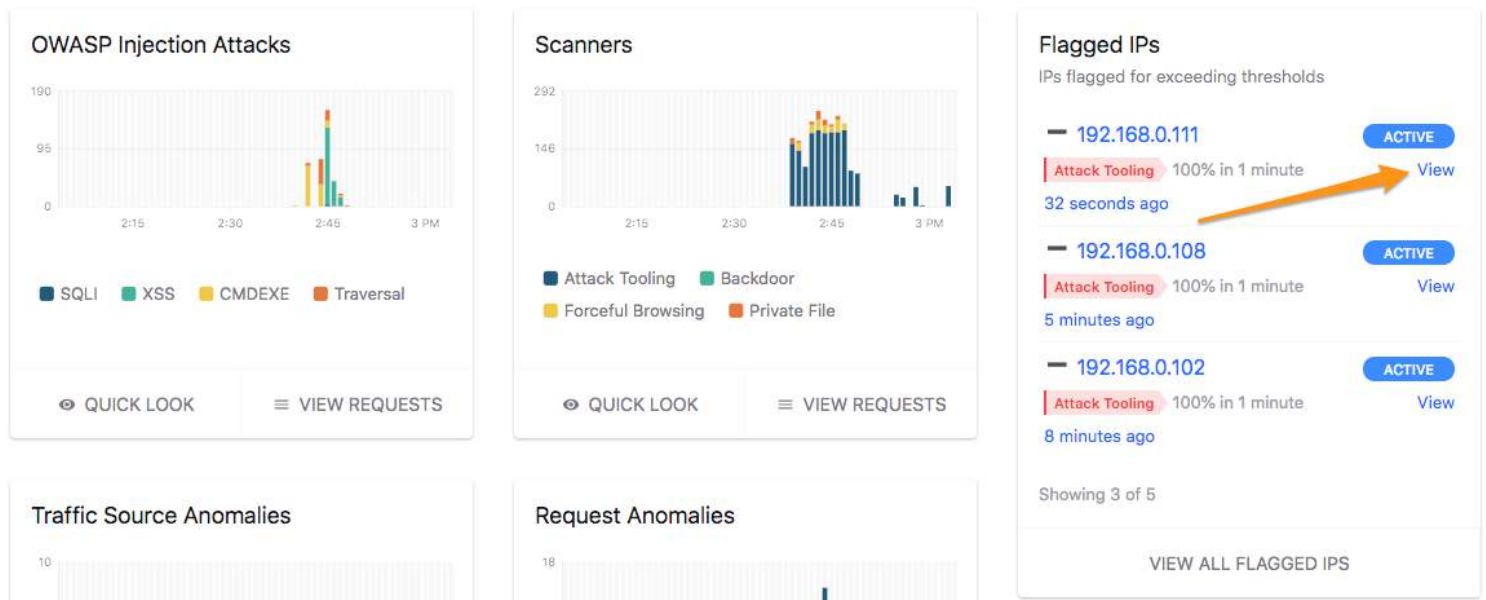 OWASP Injection Attacks
190
95
0
2:15 2:30 2:45 3 PM
SQLI XSS CMDEXE Traversal
QUICK LOOK VIEW REQUESTS
Scanners
292
146
0
2:15 2:30 2:45 3 PM
Attack Tooling Backdoor
Forceful Browsing Private File
QUICK LOOK VIEW REQUESTS
Flagged IPs
IPs flagged for exceeding thresholds
192.168.0.111 ACTIVE
Attack Tooling 100% in 1 minute View
32 seconds ago
192.168.0.108 ACTIVE
Attack Tooling 100% in 1 minute View
5 minutes ago
192.168.0.102 ACTIVE
Attack Tooling 100% in 1 minute View
8 minutes ago
Showing 3 of 5
VIEW ALL FLAGGED IPS
Traffic Source Anomalies
10
Request Anomalies
18